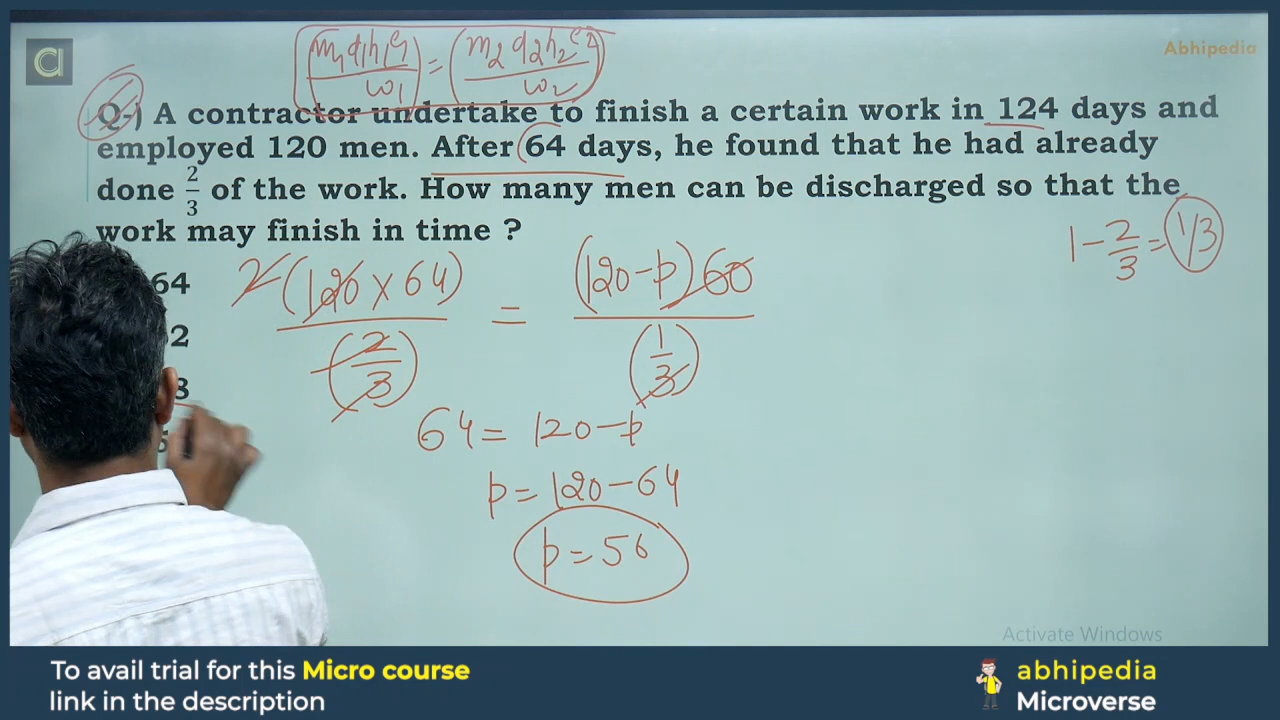 Abhipedia
a
m1d1h1e1 = m2d2h2e2
w1 w2
Q-) A contractor undertake to finish a certain work in 124 days and
employed 120 men. After 64 days, he found that he had already
done 2/3 of the work. How many men can be discharged so that the
work may finish in time ?
1-2/3=1/3
64
2
8
2 (120 x 64) = (120-p) 60
(2/3) (1/3)
64 = 120-p
p = 120-64
p = 56
Activate Windows
To avail trial for this Micro course
link in the description
abhipedia
Microverse